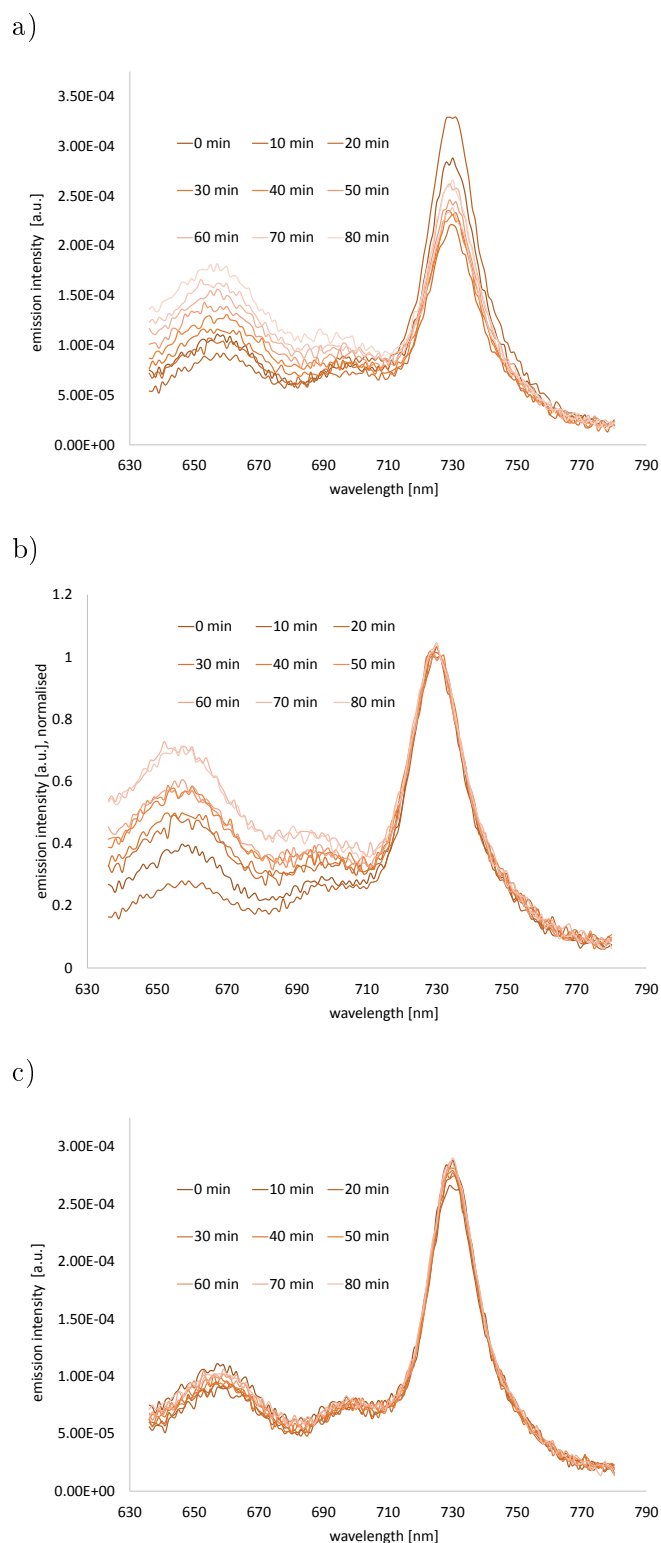 a)
3.50E-04
3.00E-04
2.50E-04
2.00E-04
1.50E-04
1.00E-04
5.00E-05
0.00E+00
emission intensity [a.u.]
0 min 10 min 20 min
30 min 40 min 50 min
60 min 70 min 80 min
630 650 670 690 710 730 750 770 790
wavelength [nm]
b)
1.2
1
0.8
0.6
0.4
0.2
0
emission intensity [a.u.], normalised
0 min 10 min 20 min
30 min 40 min 50 min
60 min 70 min 80 min
630 650 670 690 710 730 750 770 790
wavelength [nm]
c)
3.00E-04
2.50E-04
2.00E-04
1.50E-04
1.00E-04
5.00E-05
0.00E+00
emission intensity [a.u.]
0 min 10 min 20 min
30 min 40 min 50 min
60 min 70 min 80 min
630 650 670 690 710 730 750 770 790
wavelength [nm]